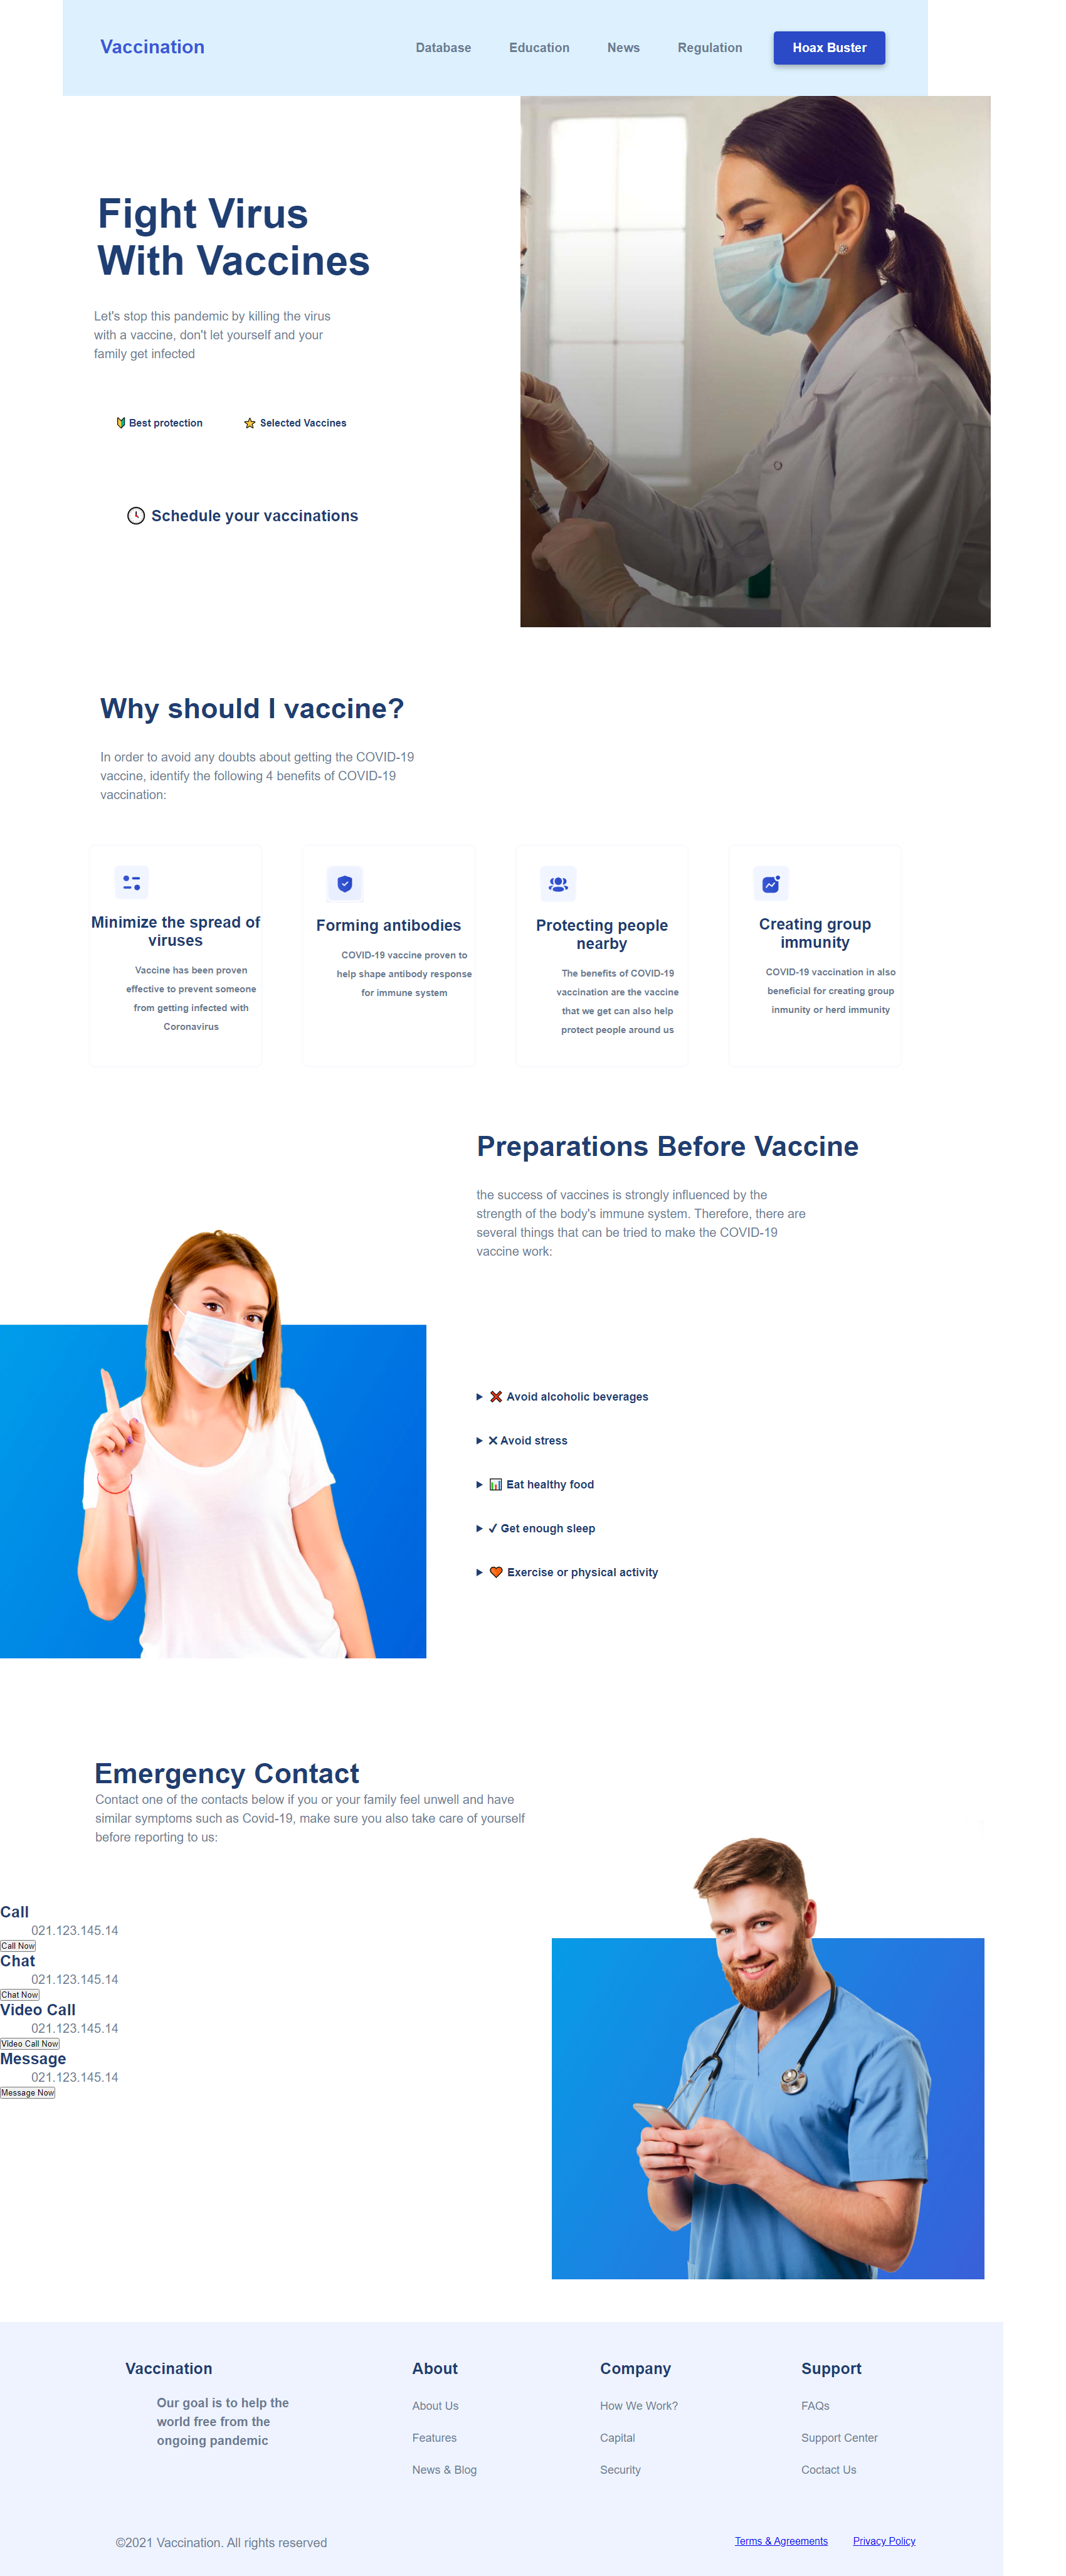 Vaccination
Database
Education
News
Regulation
Hoax Buster
Fight Virus
With Vaccines
Let's stop this pandemic by killing the virus
with a vaccine, don't let yourself and your
family get infected
🔰 Best protection
⭐ Selected Vaccines
🕓 Schedule your vaccinations
Why should I vaccine?
In order to avoid any doubts about getting the COVID-19
vaccine, identify the following 4 benefits of COVID-19
vaccination:
Minimize the spread of
viruses
Vaccine has been proven
effective to prevent someone
from getting infected with
Coronavirus
Forming antibodies
COVID-19 vaccine proven to
help shape antibody response
for immune system
Protecting people
nearby
The benefits of COVID-19
vaccination are the vaccine
that we get can also help
protect people around us
Creating group
immunity
COVID-19 vaccination in also
beneficial for creating group
inmunity or herd immunity
Preparations Before Vaccine
the success of vaccines is strongly influenced by the
strength of the body's immune system. Therefore, there are
several things that can be tried to make the COVID-19
vaccine work:
▶ ❌ Avoid alcoholic beverages
▶ ✕ Avoid stress
▶ 📊 Eat healthy food
▶ ✓ Get enough sleep
▶ 🧡 Exercise or physical activity
Emergency Contact
Contact one of the contacts below if you or your family feel unwell and have
similar symptoms such as Covid-19, make sure you also take care of yourself
before reporting to us:
Call
021.123.145.14
Call Now
Chat
021.123.145.14
Chat Now
Video Call
021.123.145.14
Video Call Now
Message
021.123.145.14
Message Now
Vaccination
Our goal is to help the
world free from the
ongoing pandemic
About
About Us
Features
News & Blog
Company
How We Work?
Capital
Security
Support
FAQs
Support Center
Coctact Us
©2021 Vaccination. All rights reserved
Terms & Agreements
Privacy Policy